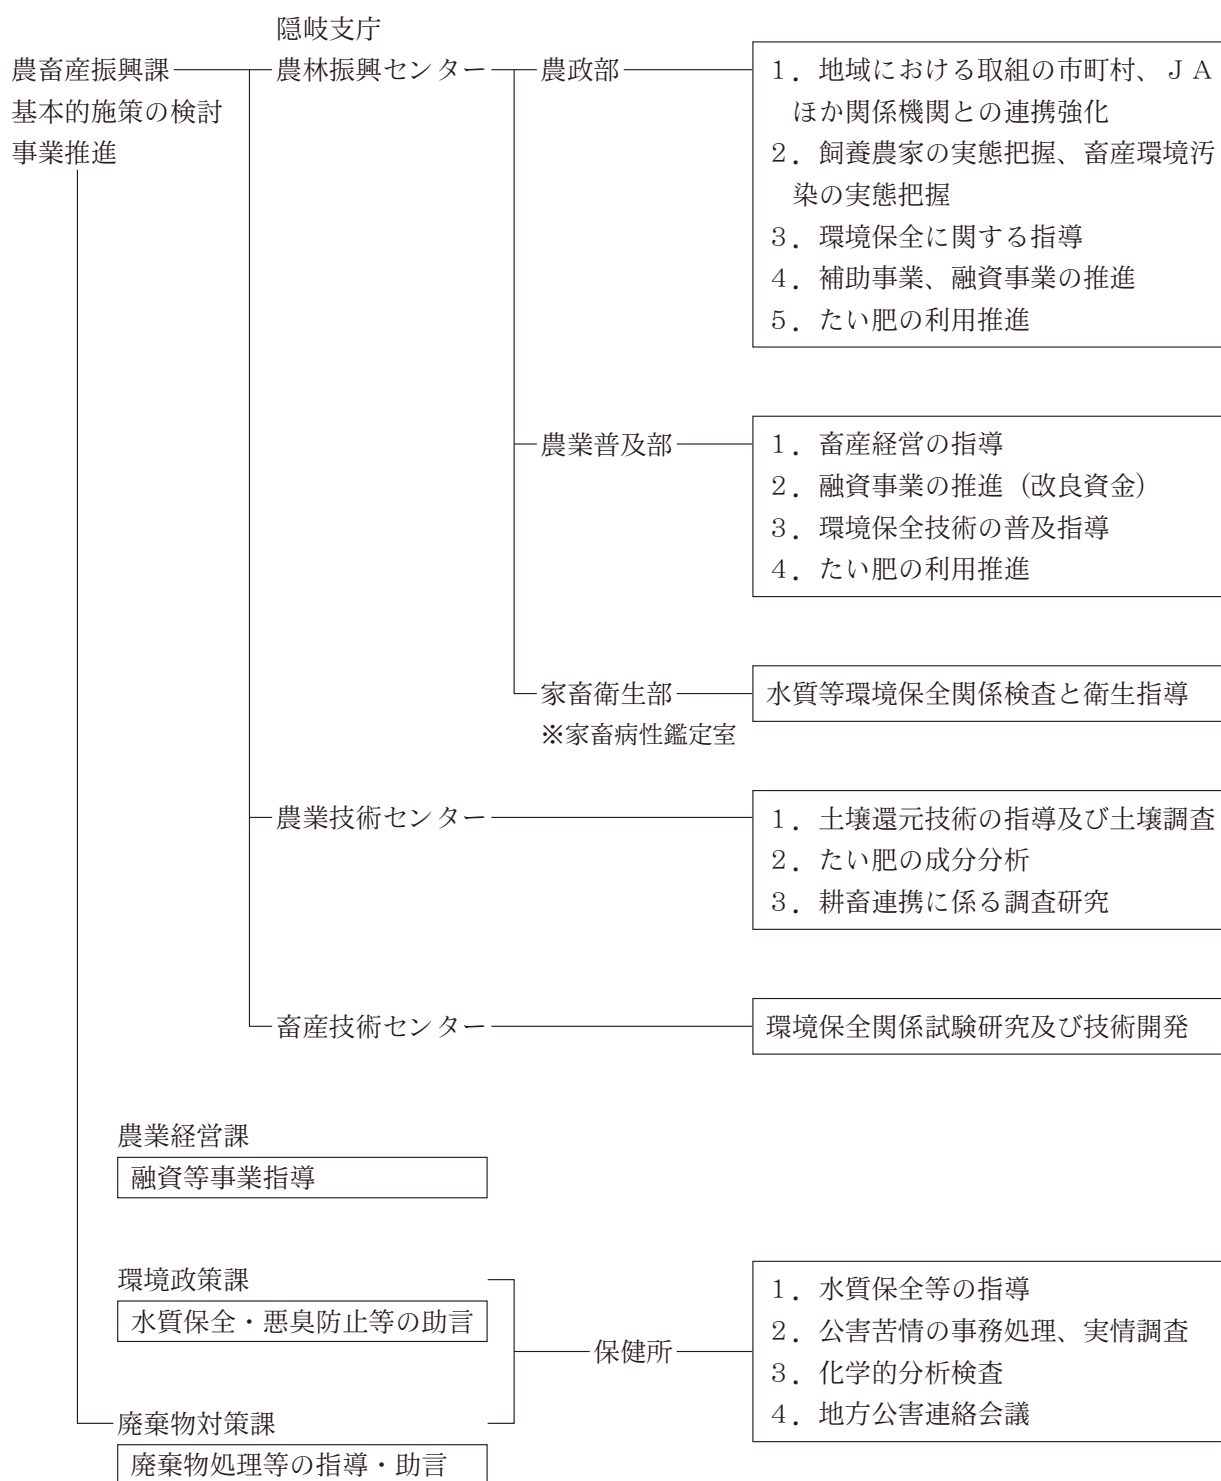 隠岐支庁
農畜産振興課
農林振興センター
農政部
基本的施策の検討
事業推進
1．地域における取組の市町村、ＪＡ
ほか関係機関との連携強化
2．飼養農家の実態把握、畜産環境汚
染の実態把握
3．環境保全に関する指導
4．補助事業、融資事業の推進
5．たい肥の利用推進
農業普及部
1．畜産経営の指導
2．融資事業の推進（改良資金）
3．環境保全技術の普及指導
4．たい肥の利用推進
家畜衛生部
※家畜病性鑑定室
水質等環境保全関係検査と衛生指導
農業技術センター
1．土壌還元技術の指導及び土壌調査
2．たい肥の成分分析
3．耕畜連携に係る調査研究
畜産技術センター
環境保全関係試験研究及び技術開発
農業経営課
融資等事業指導
環境政策課
水質保全・悪臭防止等の助言
廃棄物対策課
廃棄物処理等の指導・助言
保健所
1．水質保全等の指導
2．公害苦情の事務処理、実情調査
3．化学的分析検査
4．地方公害連絡会議